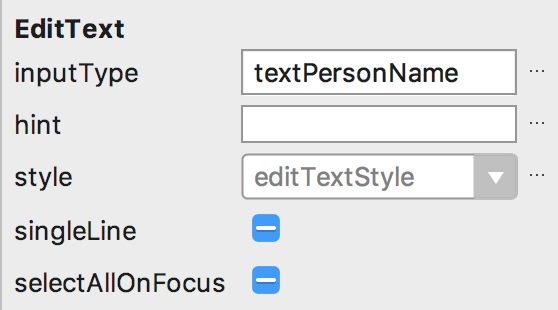 EditText
inputType textPersonName ...
hint ...
style editTextStyle ...
singleLine
selectAllOnFocus